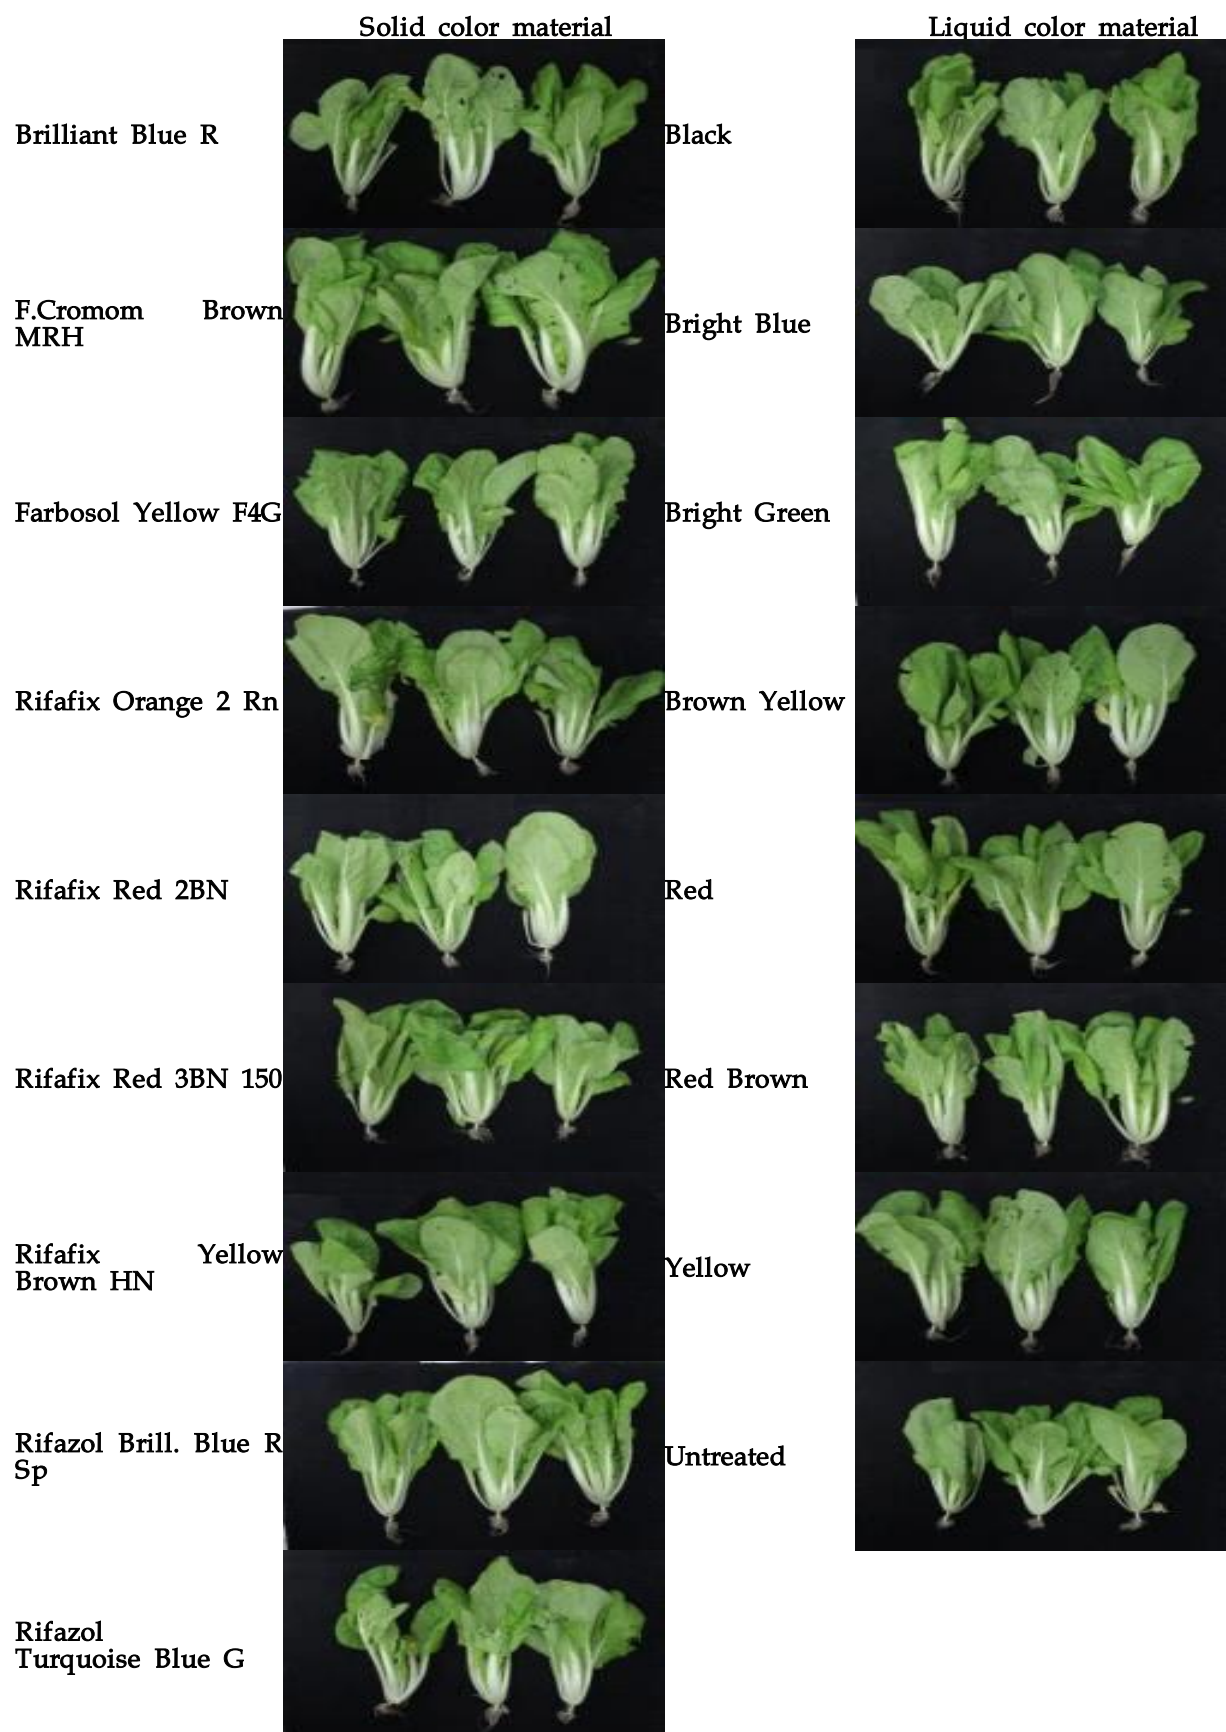 Solid color material
Liquid color material
Brilliant Blue R
Black
F.Cromom Brown
MRH
Bright Blue
Farbosol Yellow F4G
Bright Green
Rifafix Orange 2 Rn
Brown Yellow
Rifafix Red 2BN
Red
Rifafix Red 3BN 150
Red Brown
Rifafix Yellow
Brown HN
Yellow
Rifazol Brill. Blue R
Sp
Untreated
Rifazol
Turquoise Blue G